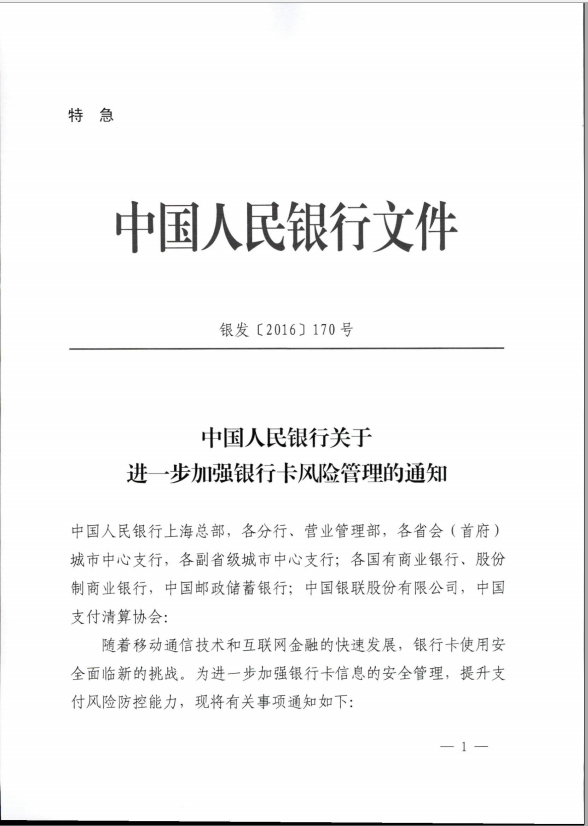 特 急
中国人民银行文件
银发〔2016〕170 号
中国人民银行关于
进一步加强银行卡风险管理的通知
中国人民银行上海总部，各分行、营业管理部，各省会（首府）
城市中心支行，各副省级城市中心支行；各国有商业银行、股份
制商业银行，中国邮政储蓄银行；中国银联股份有限公司，中国
支付清算协会：
随着移动通信技术和互联网金融的快速发展，银行卡使用安
全面临新的挑战。为进一步加强银行卡信息的安全管理，提升支
付风险防控能力，现将有关事项通知如下：
— 1 —